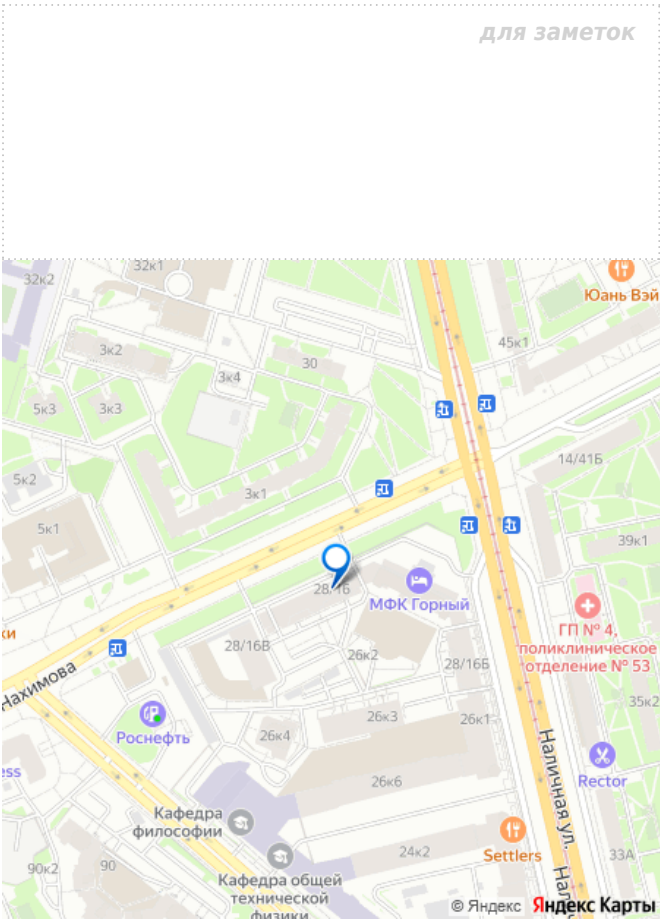 для заметок
32к1
32к2
Юань Вэй
45к1
3к2
30
3к4
5к3
3к3
14/41Б
5к2
3к1
5к1
39к1
28/16
МФК Горный
ГП № 4,
поликлиническое
отделение № 53
ки
28/16В
26к2
28/16Б
Нахимова
35к2
Роснефть
26к3
26к1
26к4
Наличная ул.
ess
26к6
Rector
Кафедра
философии
Settlers
24к2
33А
90к2
90
Кафедра общей
технической
физики
Нал
© Яндекс Яндекс Карты